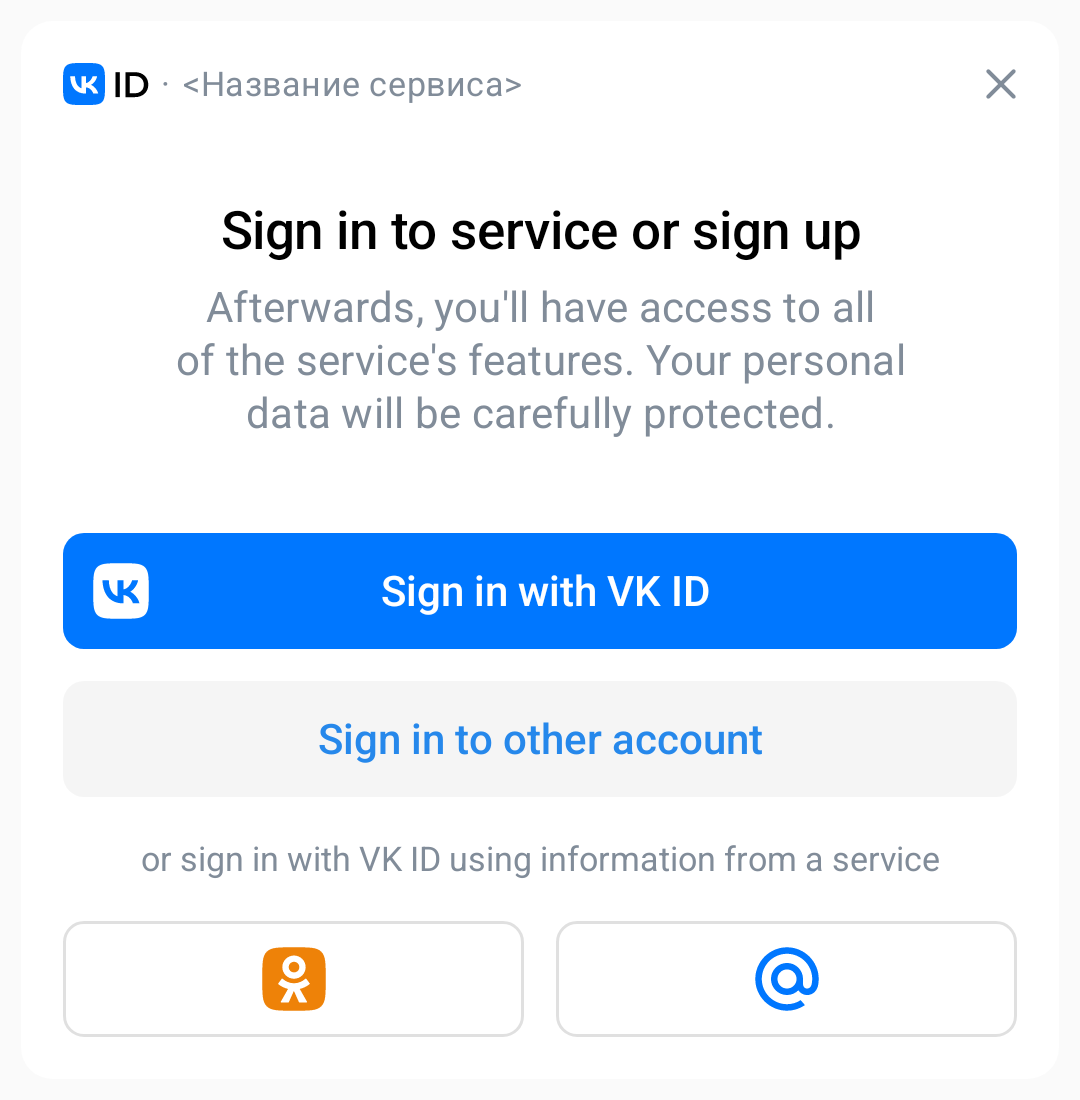 VK ID · <Название сервиса>
Sign in to service or sign up
Afterwards, you'll have access to all
of the service's features. Your personal
data will be carefully protected.
VK Sign in with VK ID
Sign in to other account
or sign in with VK ID using information from a service
@